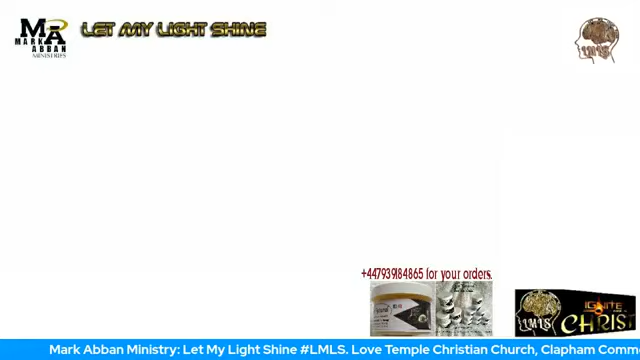 MA
MARK
ABBAN
MINISTRIES
LET MY LIGHT SHINE
LMLS
+447939184865 for your orders.
LMLS
IGNITE
CHRIST
Mark Abban Ministry: Let My Light Shine #LMLS. Love Temple Christian Church, Clapham Comm